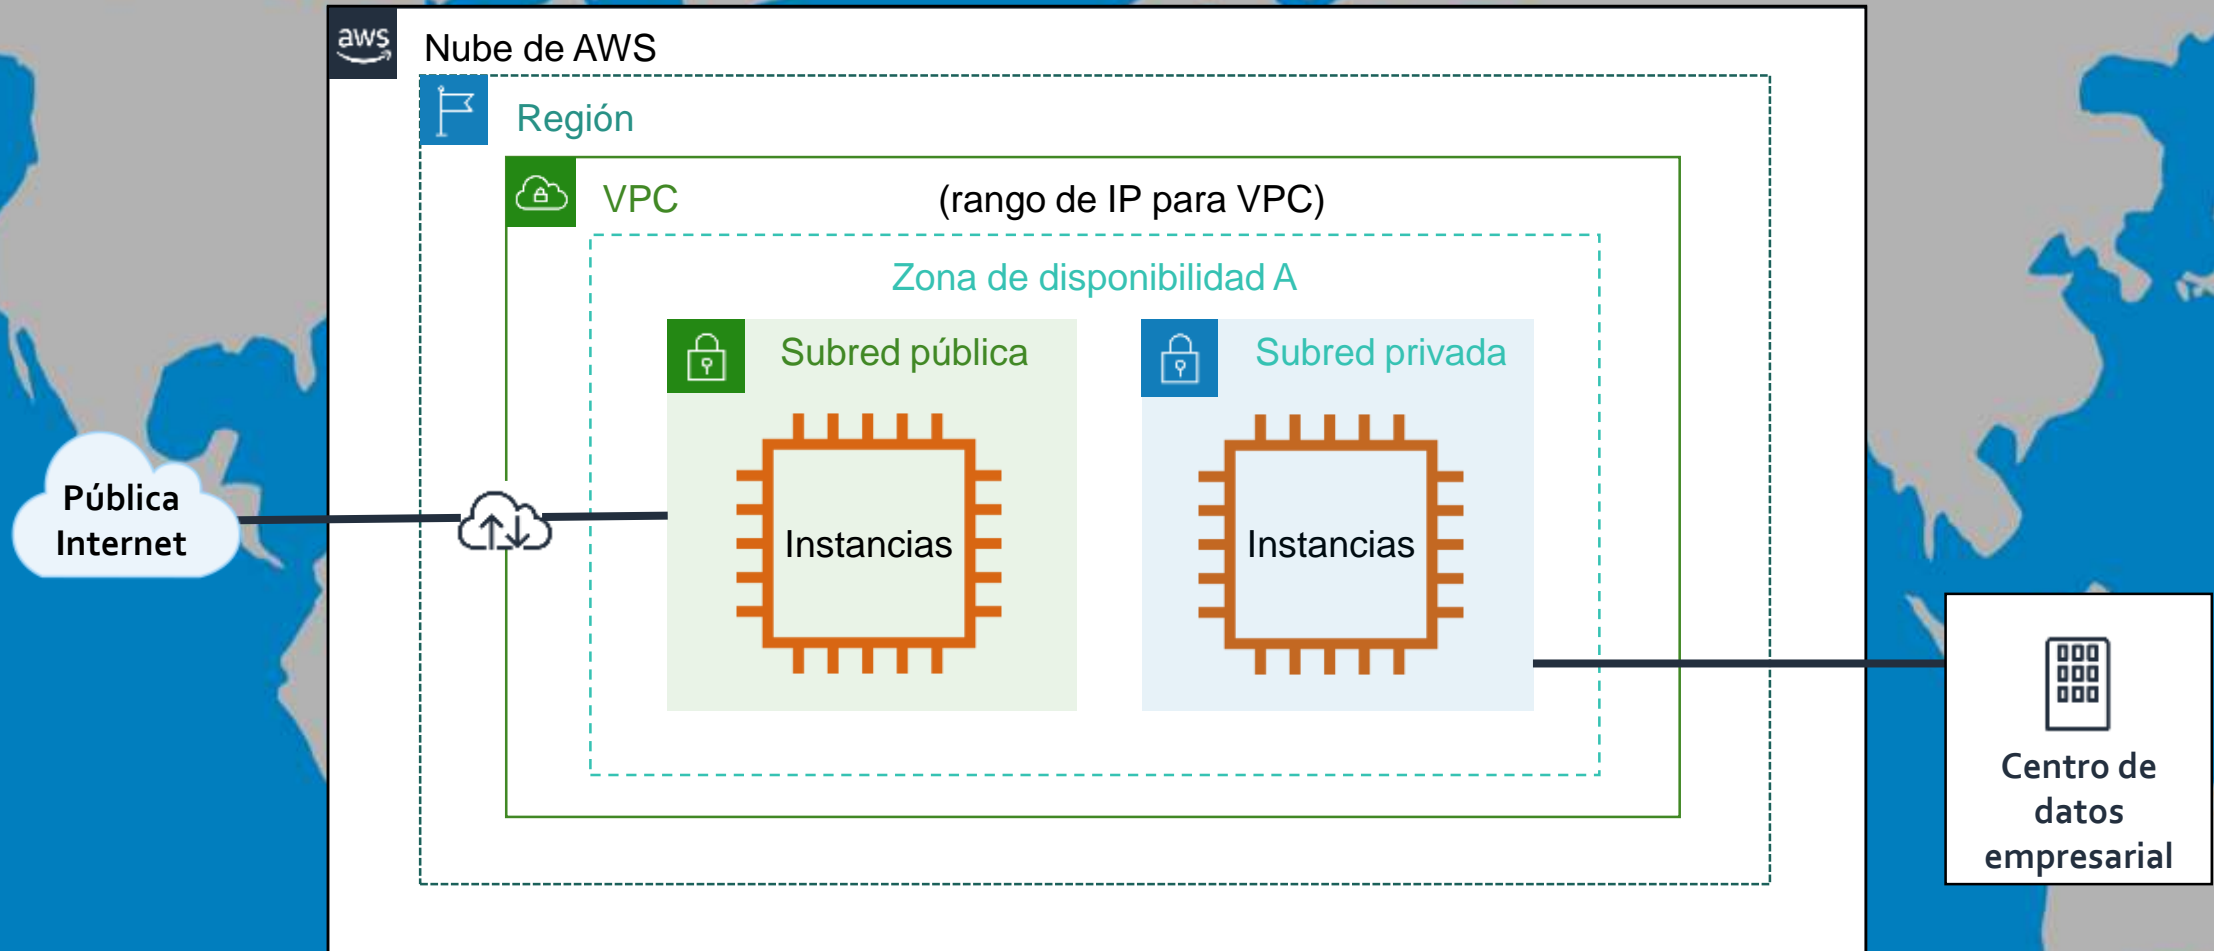 aws
Nube de AWS
Región
VPC
(rango de IP para VPC)
Zona de disponibilidad A
Subred pública
Subred privada
Pública
Internet
Instancias
Instancias
Centro de
datos
empresarial